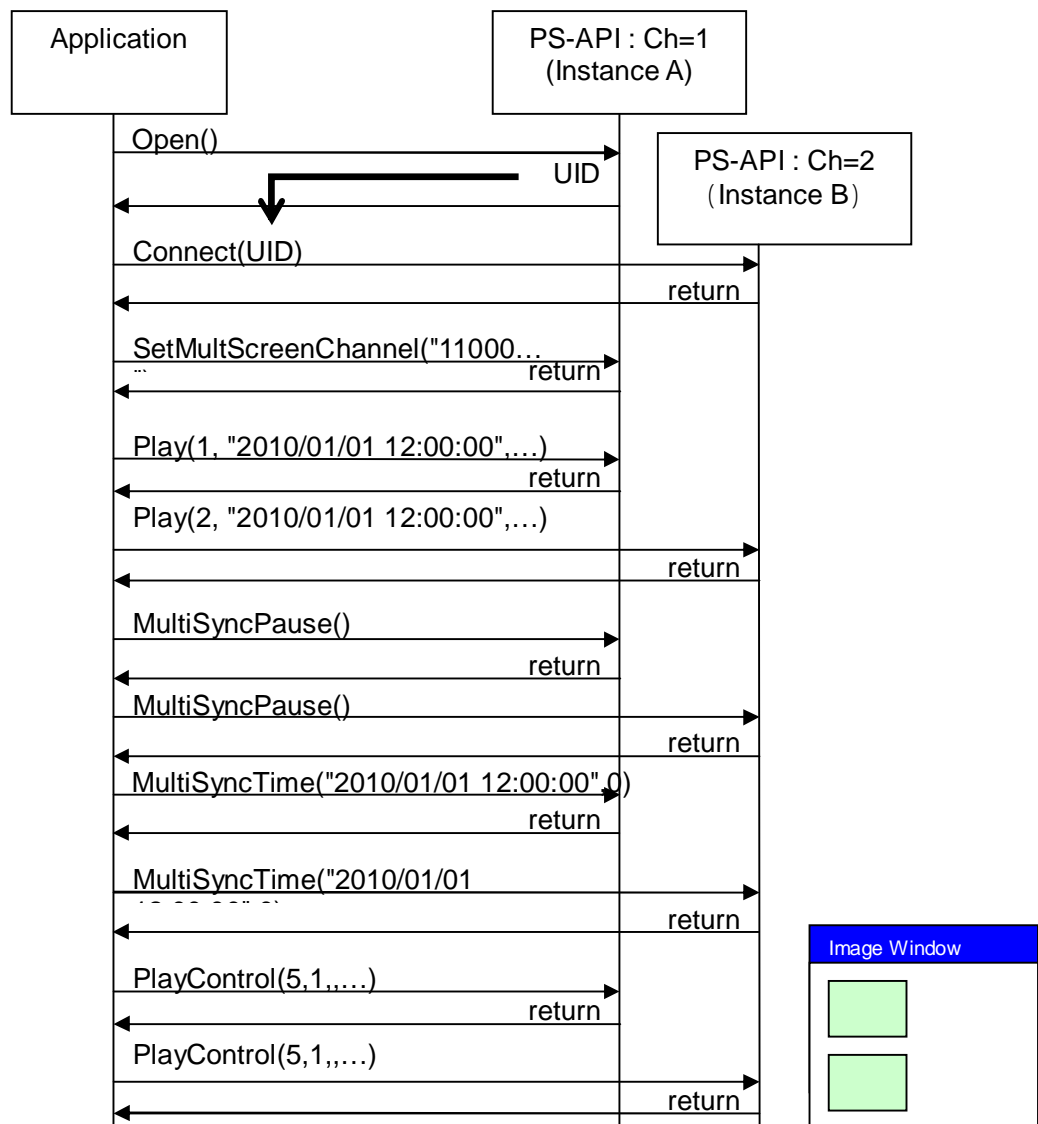 Application
PS-API : Ch=1
(Instance A)
Open()
UID
PS-API : Ch=2
(Instance B)
Connect(UID)
return
SetMultScreenChannel("11000…
return
Play(1, "2010/01/01 12:00:00",…)
return
Play(2, "2010/01/01 12:00:00",…)
return
MultiSyncPause()
return
MultiSyncPause()
return
MultiSyncTime("2010/01/01 12:00:00",0)
return
MultiSyncTime("2010/01/01
return
Image Window
PlayControl(5,1,,…)
return
PlayControl(5,1,,…)
return